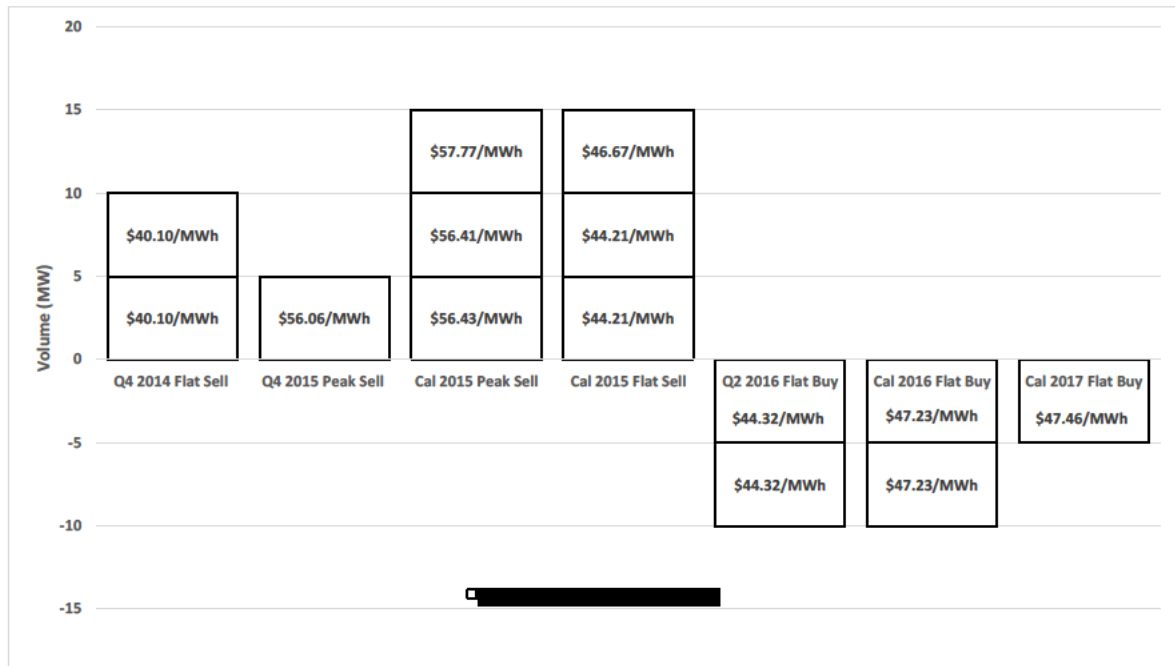 20
15
$57.77/MWh $46.67/MWh
10
$40.10/MWh $56.41/MWh $44.21/MWh
5
$40.10/MWh $56.06/MWh $56.43/MWh $44.21/MWh
Volume (MW)
0
Q4 2014 Flat Sell Q4 2015 Peak Sell Cal 2015 Peak Sell Cal 2015 Flat Sell Q2 2016 Flat Buy Cal 2016 Flat Buy Cal 2017 Flat Buy
$44.32/MWh $47.23/MWh $47.46/MWh
-5
$44.32/MWh $47.23/MWh
-10
-15